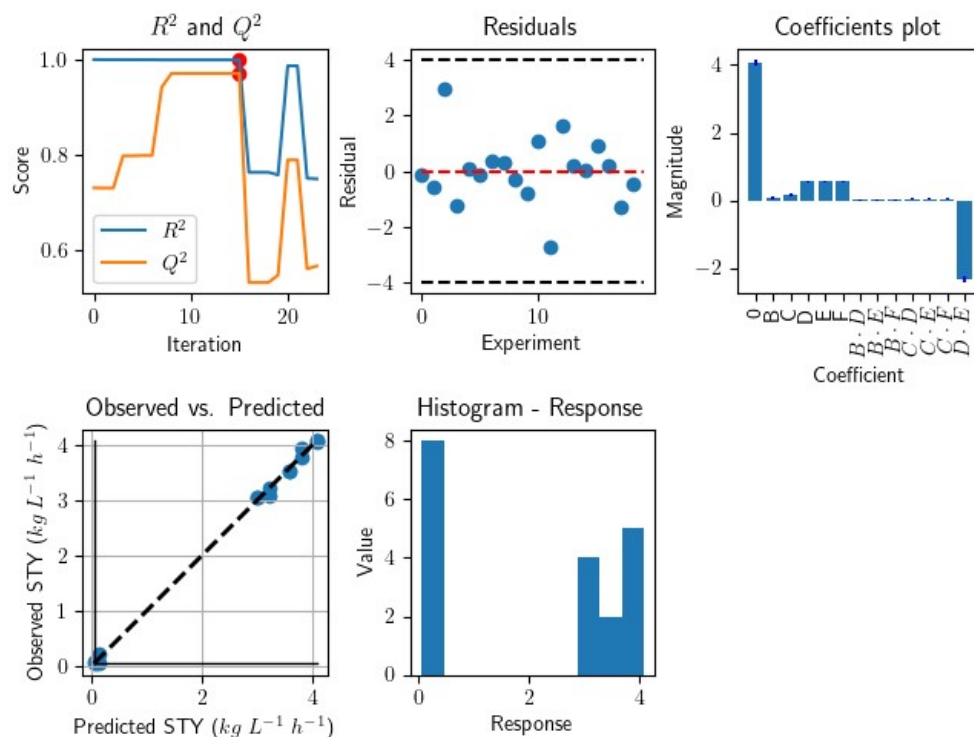 R² and Q²
Score
1.0
0.8
0.6
R²
Q²
0
20
Iteration
Residuals
Residual
4
2
0
−2
−4
10
Experiment
Coefficients plot
Magnitude
4
2
0
−2
0
B
C
D
E
F
B · D
B · E
B · F
C · D
C · E
C · F
D · E
Coefficient
Observed vs. Predicted
Observed STY (kg L⁻¹ h⁻¹)
4
3
2
1
0
0
2
4
Predicted STY (kg L⁻¹ h⁻¹)
Histogram - Response
Value
8
6
4
2
0
0
2
4
Response